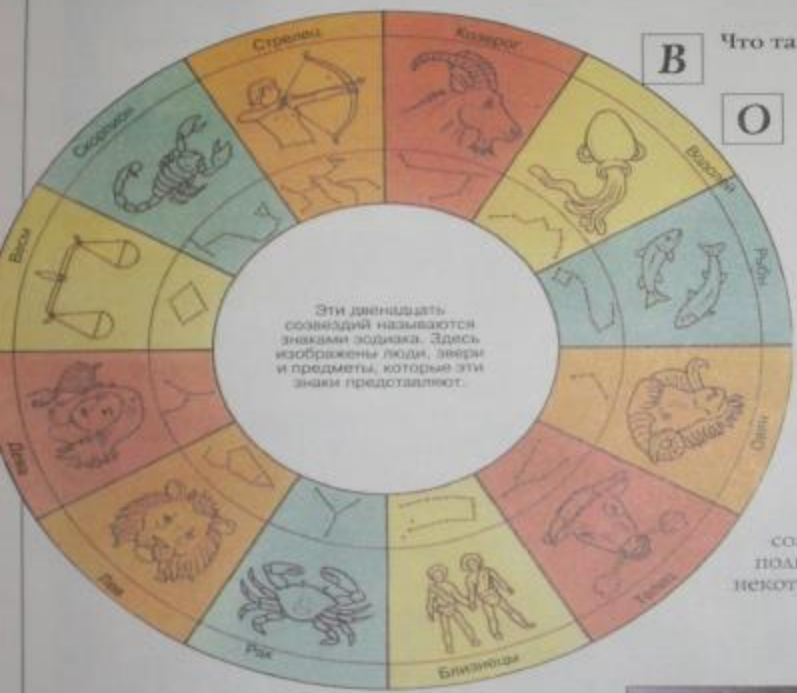 Стрелец
Козерог
Водолей
Рыбы
Овен
Телец
Близнецы
Рак
Лев
Дева
Весы
Скорпион
Эти двенадцать
созвездий называются
знаками зодиака. Здесь
изображены люди, звери
и предметы, которые эти
знаки представляют.
В
Что та
О
со
поли
некот